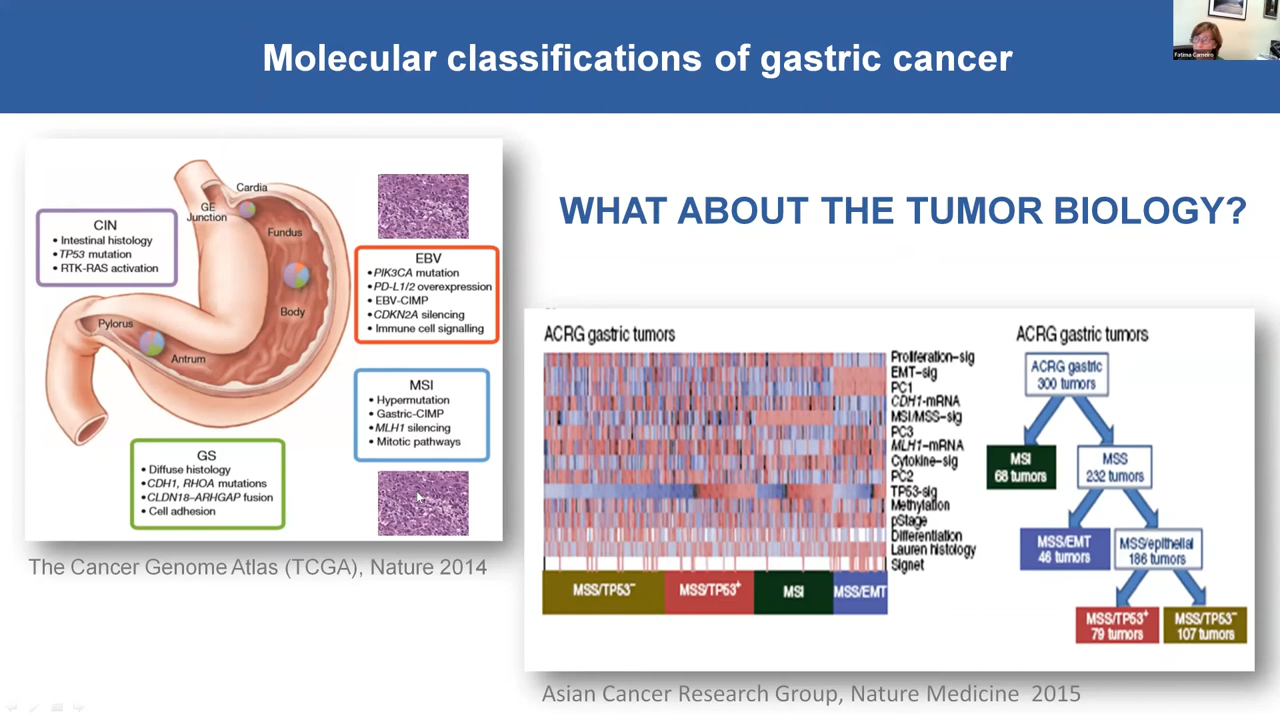 Molecular classifications of gastric cancer
Fatima Carneiro
WHAT ABOUT THE TUMOR BIOLOGY?
Cardia
GE
Junction
Fundus
Body
Pylorus
Antrum
CIN
• Intestinal histology
• TP53 mutation
• RTK-RAS activation
EBV
• PIK3CA mutation
• PD-L1/2 overexpression
• EBV-CIMP
• CDKN2A silencing
• Immune cell signalling
MSI
• Hypermutation
• Gastric-CIMP
• MLH1 silencing
• Mitotic pathways
GS
• Diffuse histology
• CDH1, RHOA mutations
• CLDN18–ARHGAP fusion
• Cell adhesion
The Cancer Genome Atlas (TCGA), Nature 2014
ACRG gastric tumors
Proliferation–sig
EMT–sig
PC1
CDH1-mRNA
MSI/MSS–sig
PC3
MLH1–mRNA
Cytokine–sig
PC2
TP53-sig
Methylation
pStage
Differentiation
Lauren histology
Signet
MSS/TP53⁻
MSS/TP53⁺
MSI
MSS/EMT
ACRG gastric tumors
ACRG gastric
300 tumors
MSI
68 tumors
MSS
232 tumors
MSS/EMT
46 tumors
MSS/epithelial
186 tumors
MSS/TP53⁺
79 tumors
MSS/TP53⁻
107 tumors
Asian Cancer Research Group, Nature Medicine 2015